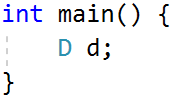 int main() {
    D d;
}